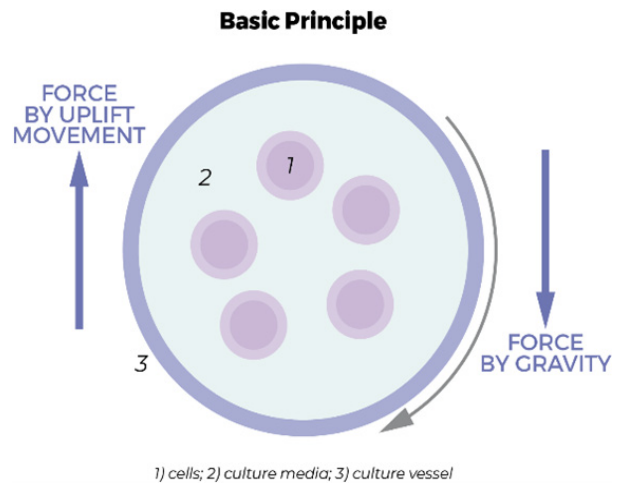 Basic Principle
FORCE
BY UPLIFT
MOVEMENT
1
2
3
FORCE
BY GRAVITY
1) cells; 2) culture media; 3) culture vessel